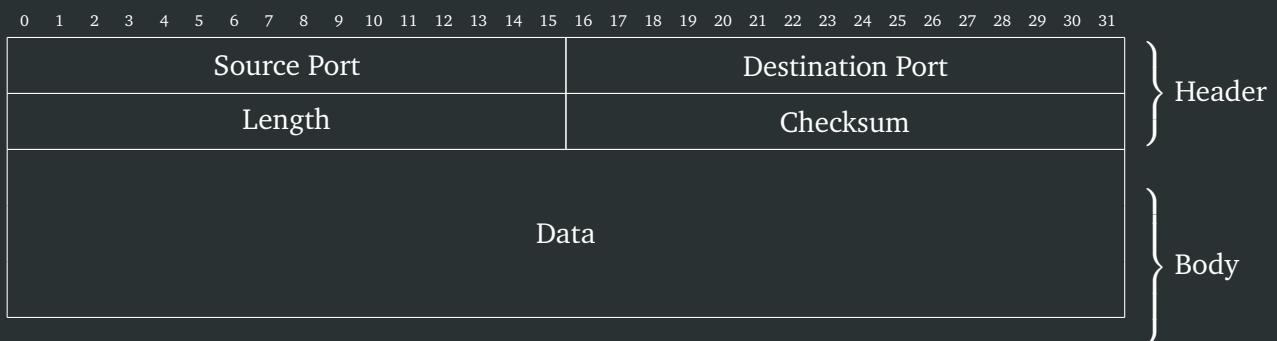 0 1 2 3 4 5 6 7 8 9 10 11 12 13 14 15 16 17 18 19 20 21 22 23 24 25 26 27 28 29 30 31
Source Port Destination Port
Header
Length Checksum
Data
Body